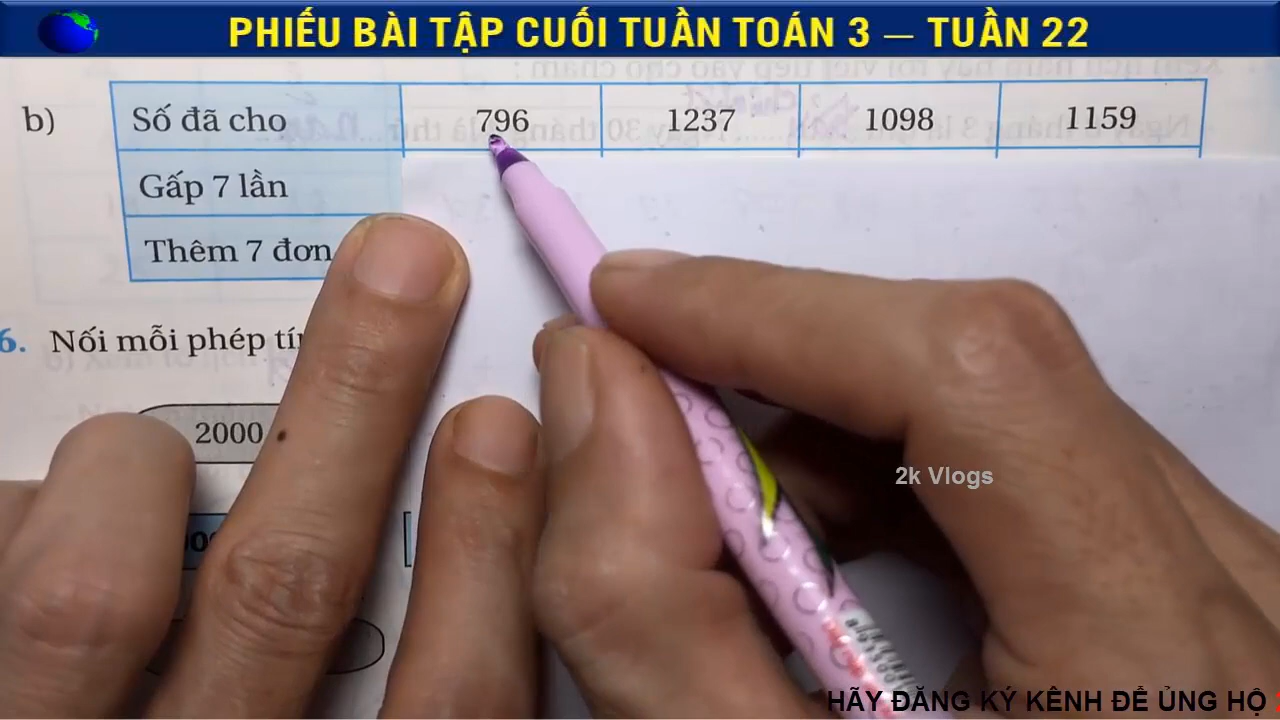 PHIẾU BÀI TẬP CUỐI TUẦN TOÁN 3 – TUẦN 22
b) Số đã cho 796 1237 1098 1159
Gấp 7 lần
Thêm 7 đơn
6. Nối mỗi phép
2000
2k Vlogs
HÃY ĐĂNG KÝ KÊNH ĐỂ ỦNG HỘ